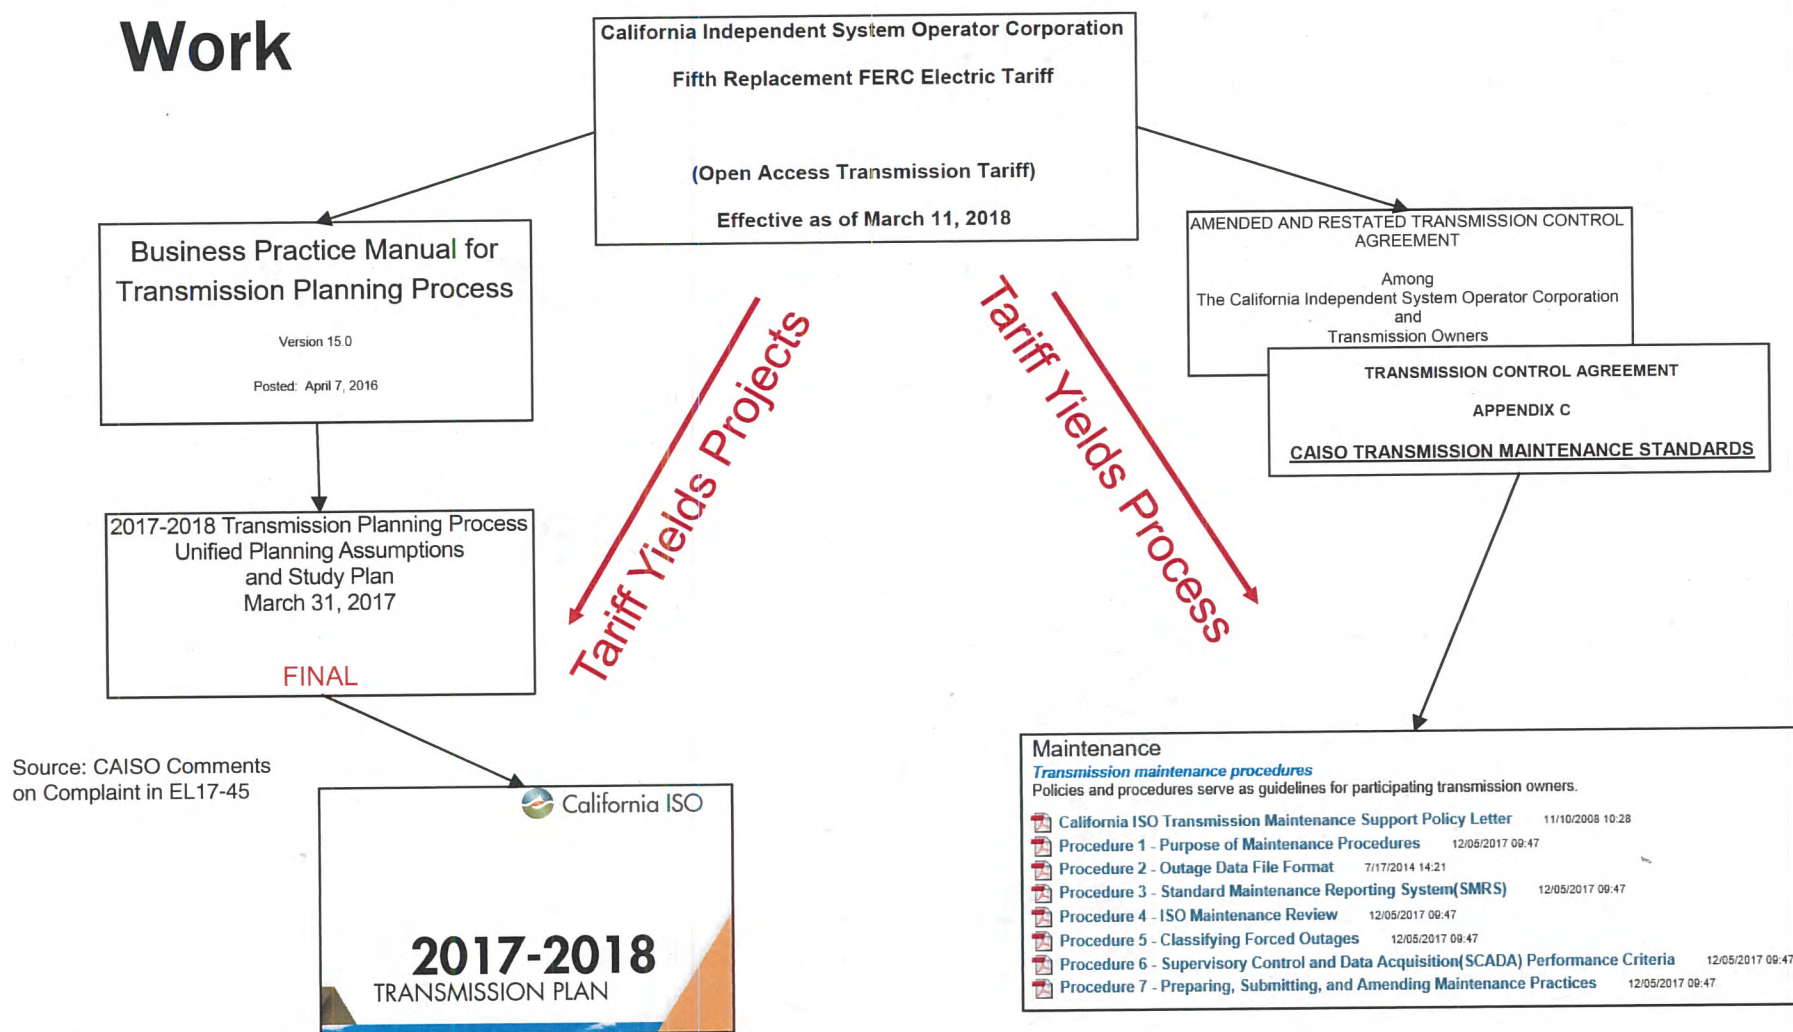 Work
California Independent System Operator Corporation
Fifth Replacement FERC Electric Tariff
(Open Access Transmission Tariff)
Effective as of March 11, 2018
Business Practice Manual for
Transmission Planning Process
Version 15.0
Posted: April 7, 2016
AMENDED AND RESTATED TRANSMISSION CONTROL
AGREEMENT
Among
The California Independent System Operator Corporation
and
Transmission Owners
TRANSMISSION CONTROL AGREEMENT
APPENDIX C
CAISO TRANSMISSION MAINTENANCE STANDARDS
Tariff Yields Projects
Tariff Yields Process
2017-2018 Transmission Planning Process
Unified Planning Assumptions
and Study Plan
March 31, 2017
FINAL
Source: CAISO Comments
on Complaint in EL17-45
California ISO
2017-2018
TRANSMISSION PLAN
Maintenance
Transmission maintenance procedures
Policies and procedures serve as guidelines for participating transmission owners.
California ISO Transmission Maintenance Support Policy Letter 11/10/2008 10:28
Procedure 1 - Purpose of Maintenance Procedures 12/05/2017 09:47
Procedure 2 - Outage Data File Format 7/17/2014 14:21
Procedure 3 - Standard Maintenance Reporting System(SMRS) 12/05/2017 09:47
Procedure 4 - ISO Maintenance Review 12/05/2017 09:47
Procedure 5 - Classifying Forced Outages 12/05/2017 09:47
Procedure 6 - Supervisory Control and Data Acquisition(SCADA) Performance Criteria 12/05/2017 09:47
Procedure 7 - Preparing, Submitting, and Amending Maintenance Practices 12/05/2017 09:47